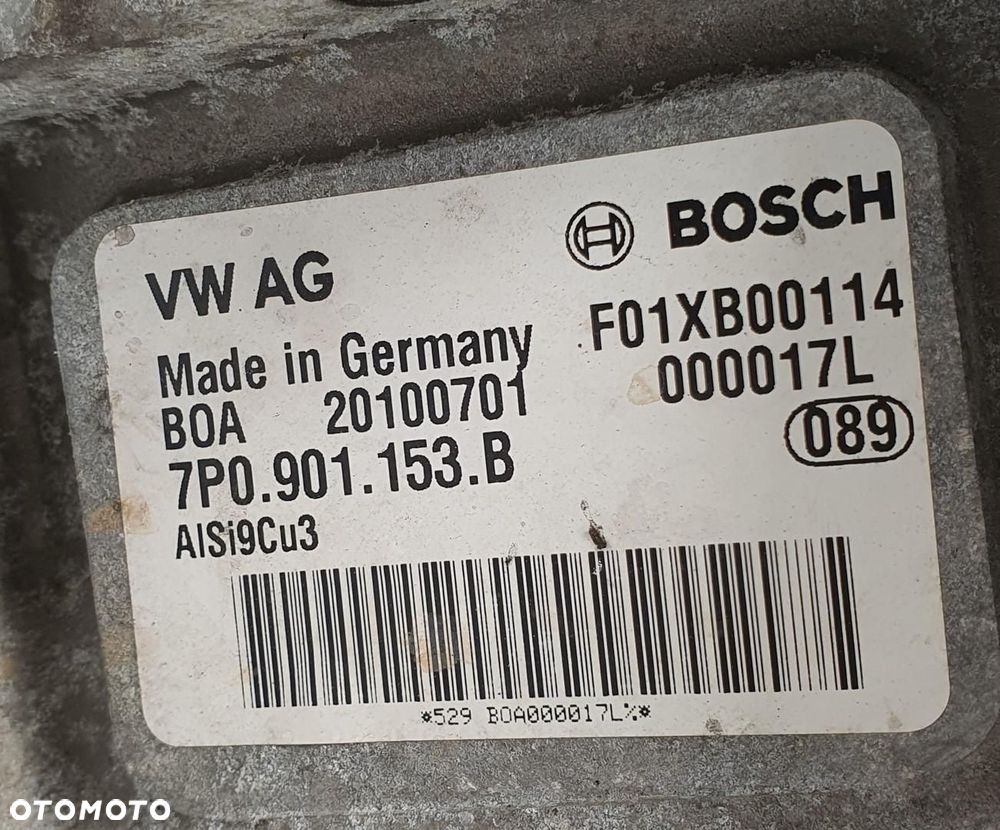 BOSCH
VW AG
F01XB00114
Made in Germany
000017L
BOA 20100701
089
7P0.901.153.B
AlSi9Cu3
*529 BOA000017L%*
OTOMOTO